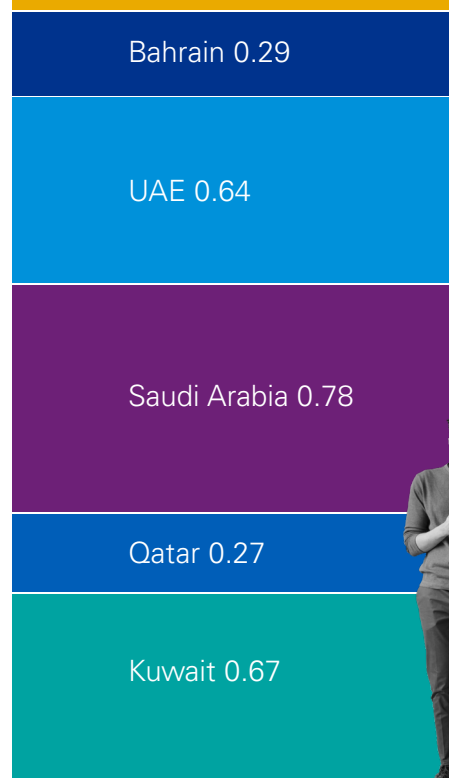 Bahrain 0.29
UAE 0.64
Saudi Arabia 0.78
Qatar 0.27
Kuwait 0.67